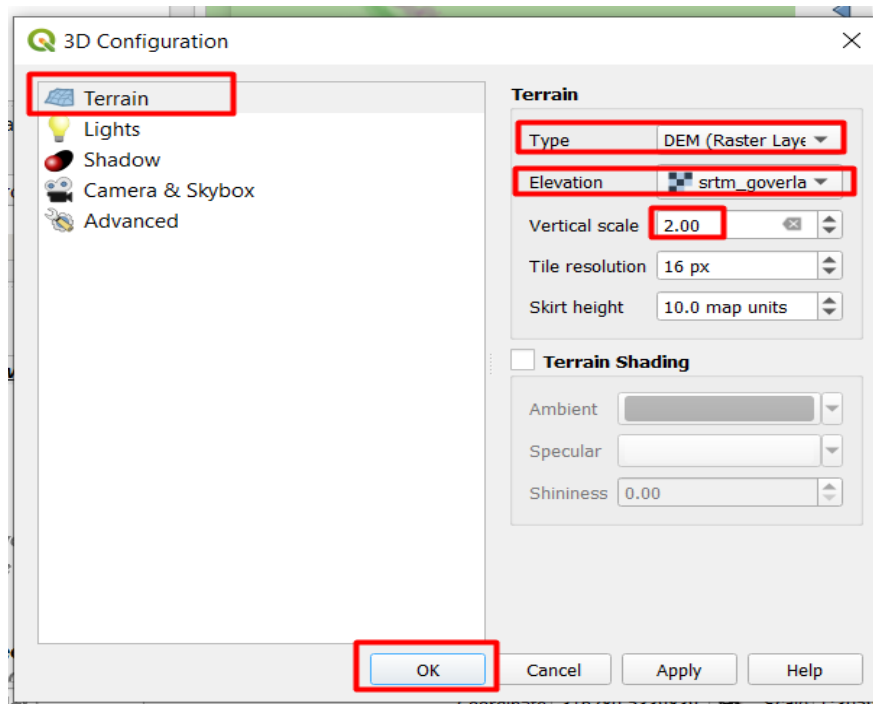 3D Configuration
Terrain
Lights
Shadow
Camera & Skybox
Advanced
Terrain
Type DEM (Raster Laye
Elevation srtm_goverla
Vertical scale 2.00
Tile resolution 16 px
Skirt height 10.0 map units
Terrain Shading
Ambient
Specular
Shininess 0.00
OK Cancel Apply Help